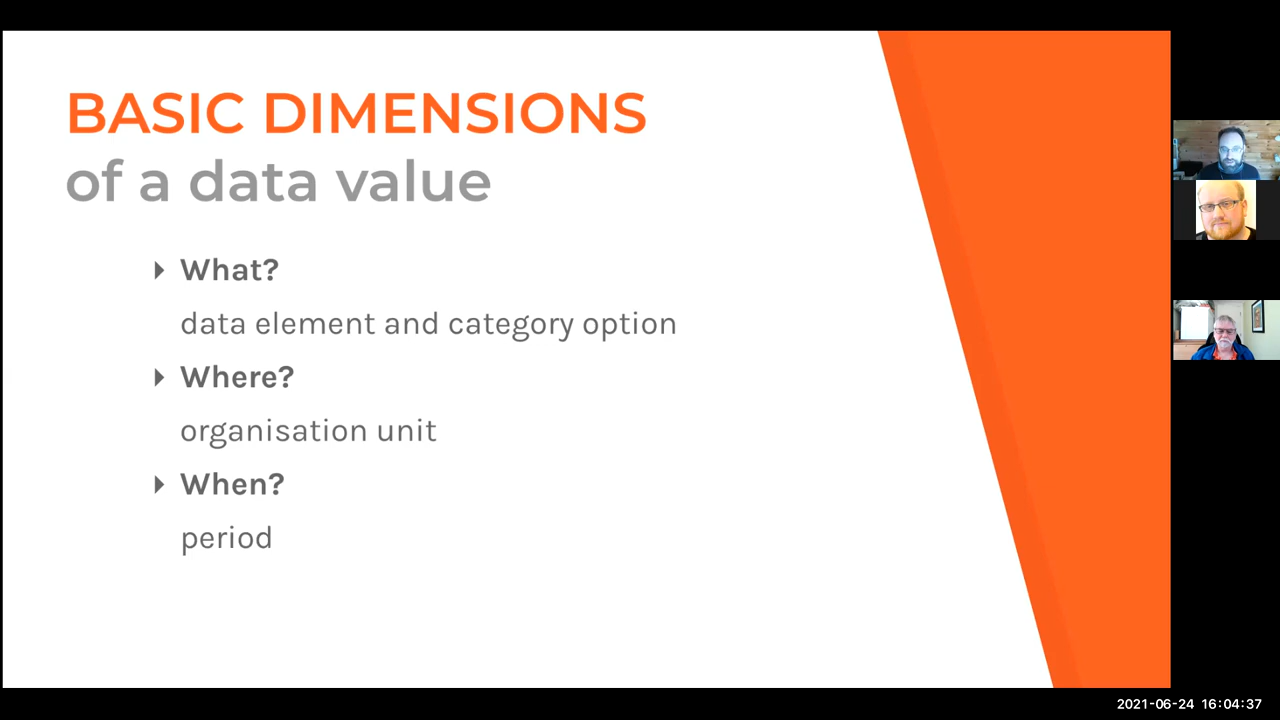 BASIC DIMENSIONS
of a data value
What?
data element and category option
Where?
organisation unit
When?
period
2021-06-24 16:04:37